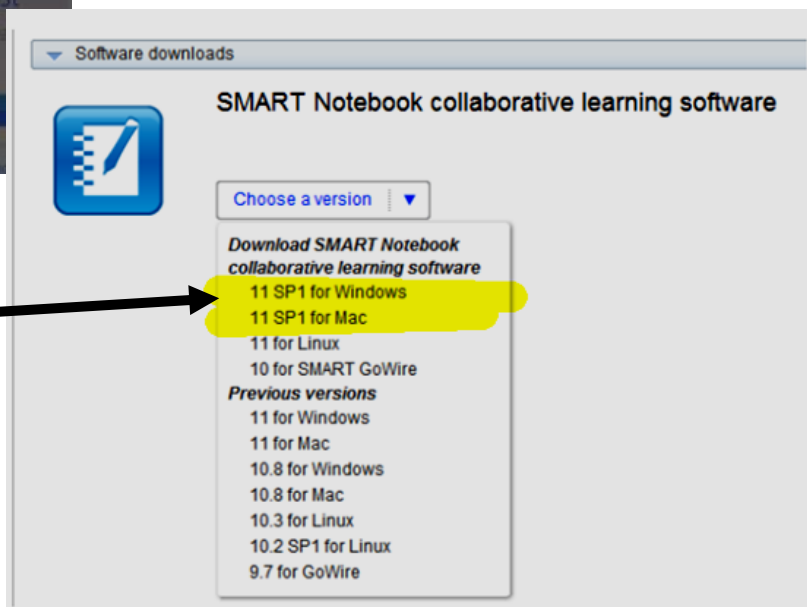 Software downloads
SMART Notebook collaborative learning software
Choose a version
Download SMART Notebook
collaborative learning software
11 SP1 for Windows
11 SP1 for Mac
11 for Linux
10 for SMART GoWire
Previous versions
11 for Windows
11 for Mac
10.8 for Windows
10.8 for Mac
10.3 for Linux
10.2 SP1 for Linux
9.7 for GoWire